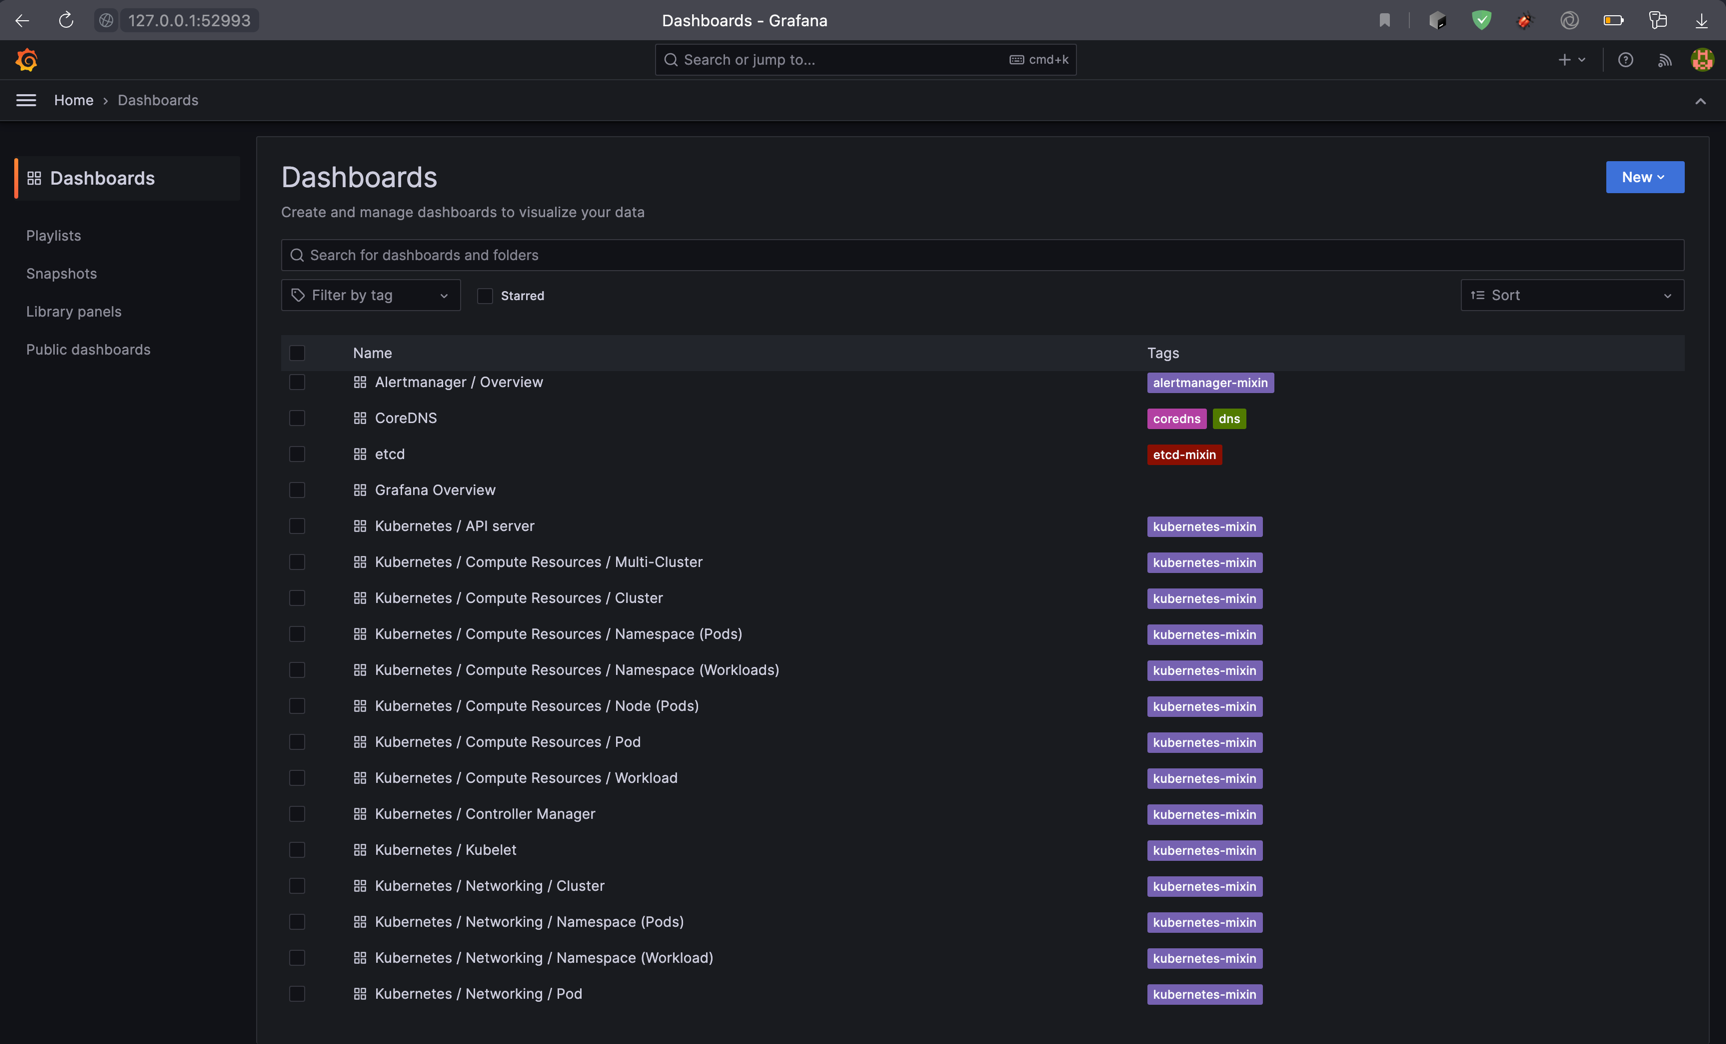 127.0.0.1:52993
Dashboards - Grafana
Search or jump to...
cmd+k
Home › Dashboards
Dashboards
Playlists
Snapshots
Library panels
Public dashboards
Dashboards
New
Create and manage dashboards to visualize your data
Search for dashboards and folders
Filter by tag
Starred
Sort
Name Tags
Alertmanager / Overview alertmanager-mixin
CoreDNS coredns dns
etcd etcd-mixin
Grafana Overview
Kubernetes / API server kubernetes-mixin
Kubernetes / Compute Resources / Multi-Cluster kubernetes-mixin
Kubernetes / Compute Resources / Cluster kubernetes-mixin
Kubernetes / Compute Resources / Namespace (Pods) kubernetes-mixin
Kubernetes / Compute Resources / Namespace (Workloads) kubernetes-mixin
Kubernetes / Compute Resources / Node (Pods) kubernetes-mixin
Kubernetes / Compute Resources / Pod kubernetes-mixin
Kubernetes / Compute Resources / Workload kubernetes-mixin
Kubernetes / Controller Manager kubernetes-mixin
Kubernetes / Kubelet kubernetes-mixin
Kubernetes / Networking / Cluster kubernetes-mixin
Kubernetes / Networking / Namespace (Pods) kubernetes-mixin
Kubernetes / Networking / Namespace (Workload) kubernetes-mixin
Kubernetes / Networking / Pod kubernetes-mixin